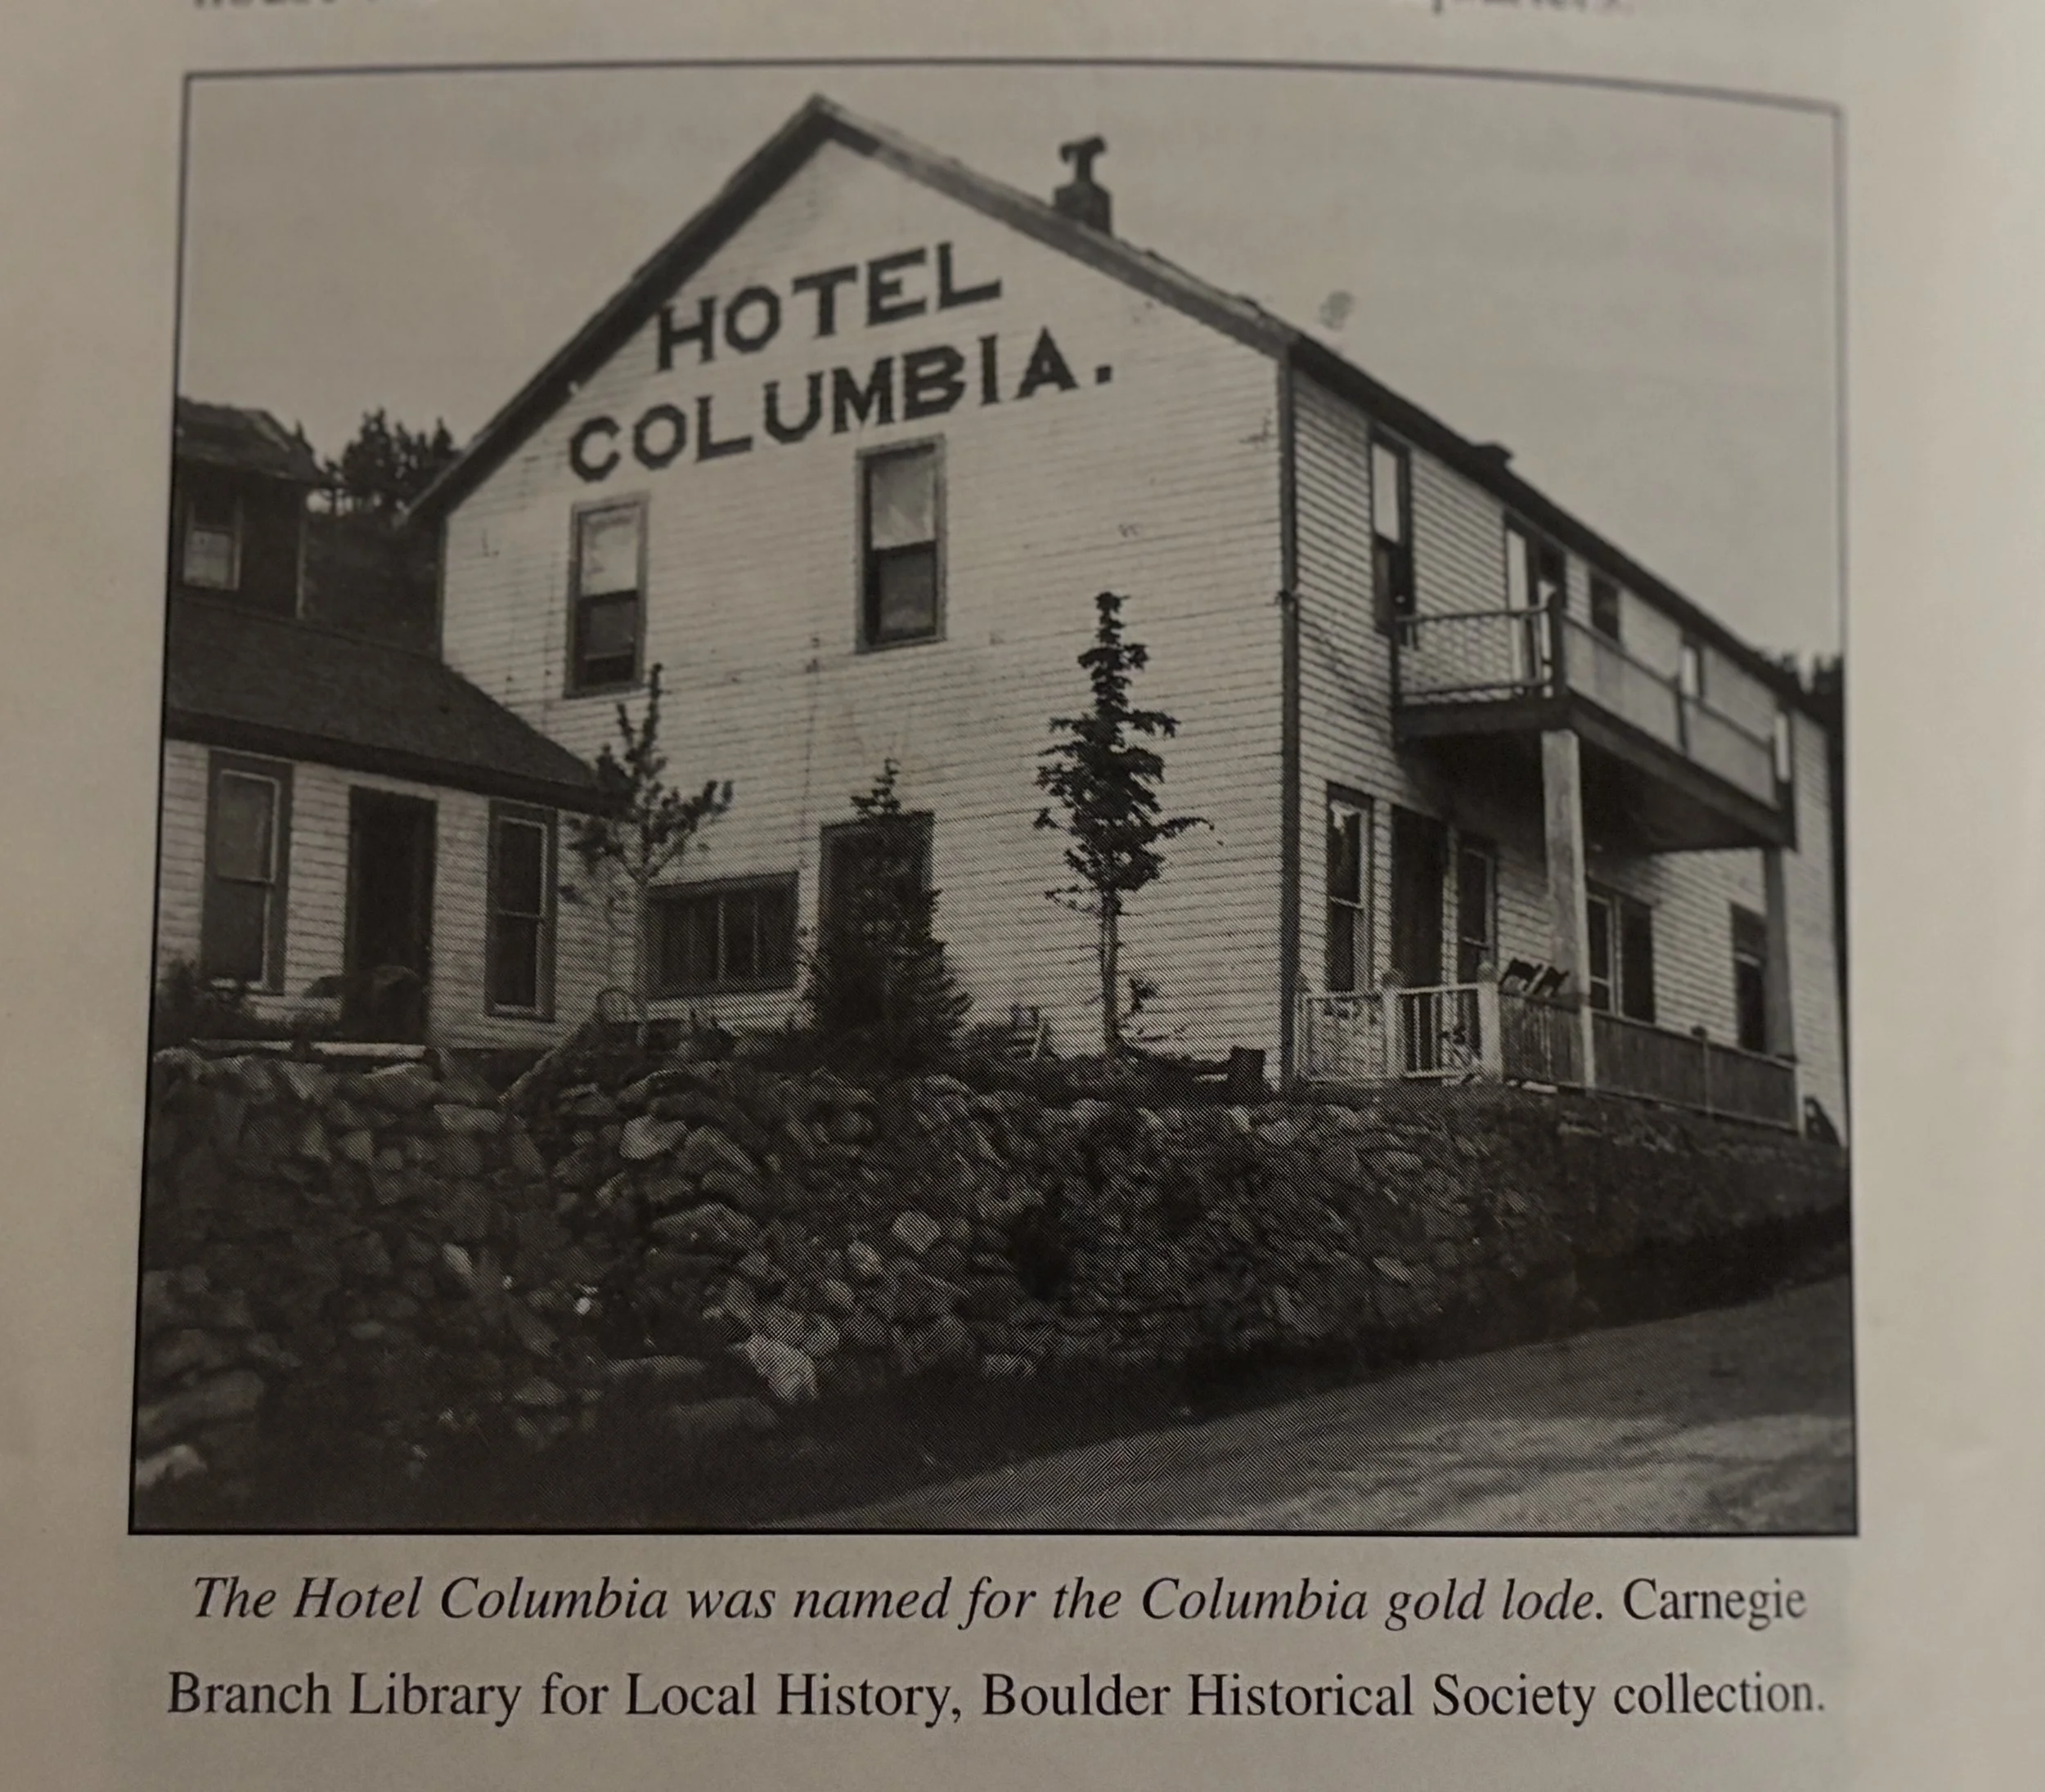 HOTEL
COLUMBIA.
The Hotel Columbia was named for the Columbia gold lode. Carnegie
Branch Library for Local History, Boulder Historical Society collection.